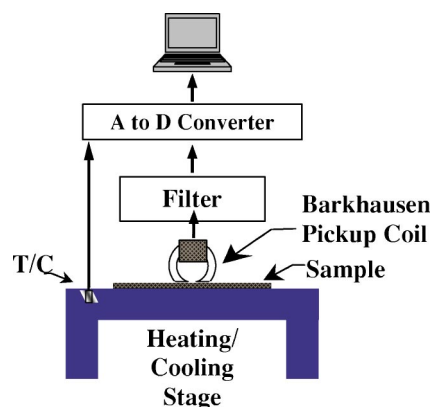 A to D Converter
Filter
Barkhausen
Pickup Coil
T/C
Sample
Heating/
Cooling
Stage